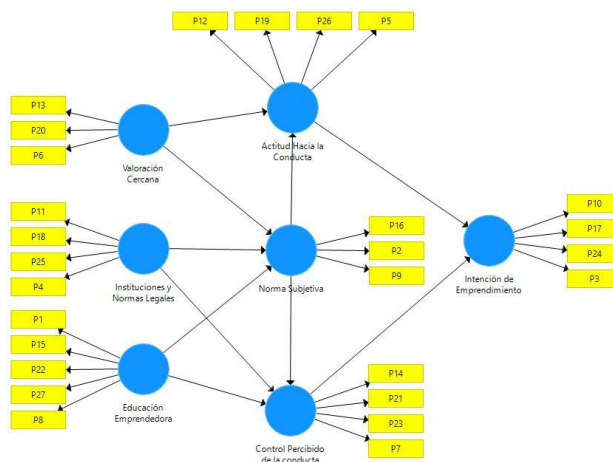 P12
P19
P26
P5
P13
P20
P6
Valoración
Cercana
Actitud Hacia la
Conducta
P11
P18
P25
P4
Instituciones y
Normas Legales
P16
P2
P9
Norma Subjetiva
P10
P17
P24
P3
Intención de
Emprendimiento
P1
P15
P22
P27
P8
Educación
Emprendedora
P14
P21
P23
P7
Control Percibido
de la conducta